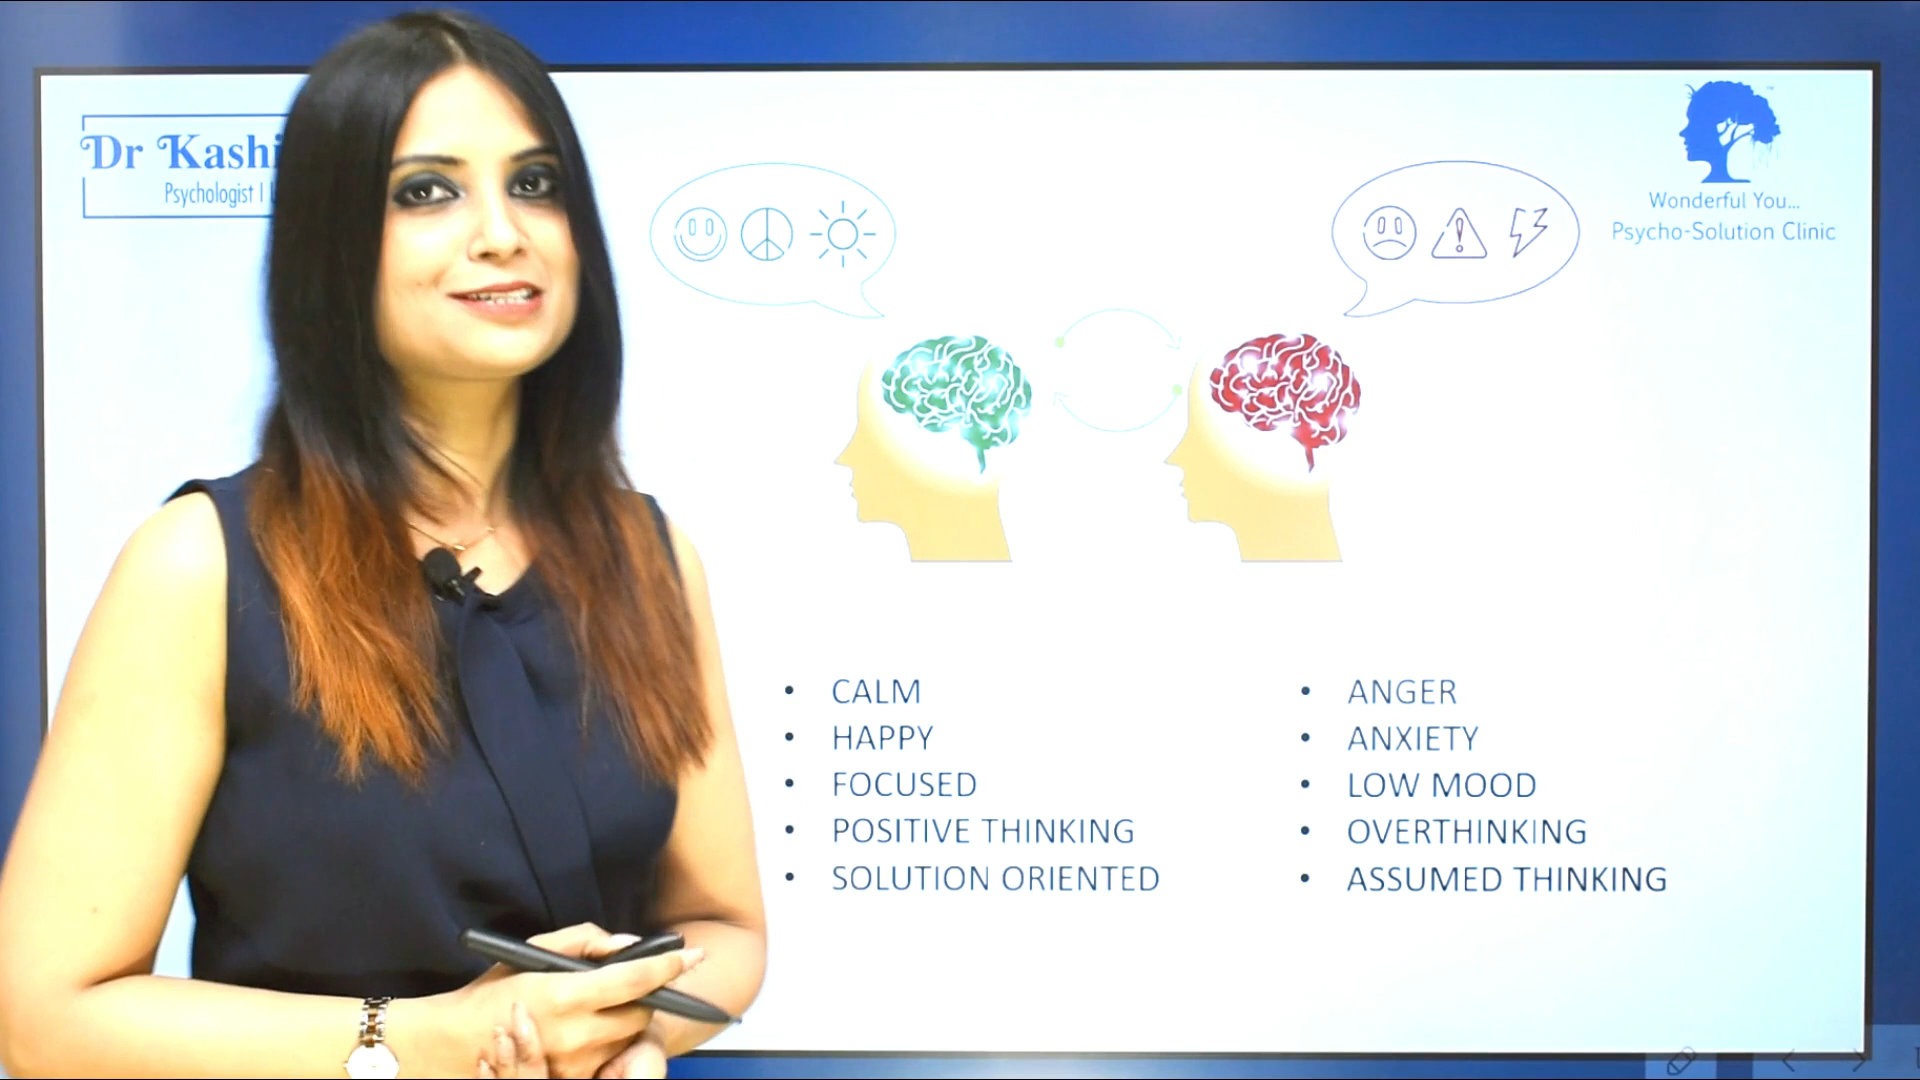 Dr Kashi
Psychologist |
Wonderful You...
Psycho-Solution Clinic
TM
• CALM
• HAPPY
• FOCUSED
• POSITIVE THINKING
• SOLUTION ORIENTED
• ANGER
• ANXIETY
• LOW MOOD
• OVERTHINKING
• ASSUMED THINKING